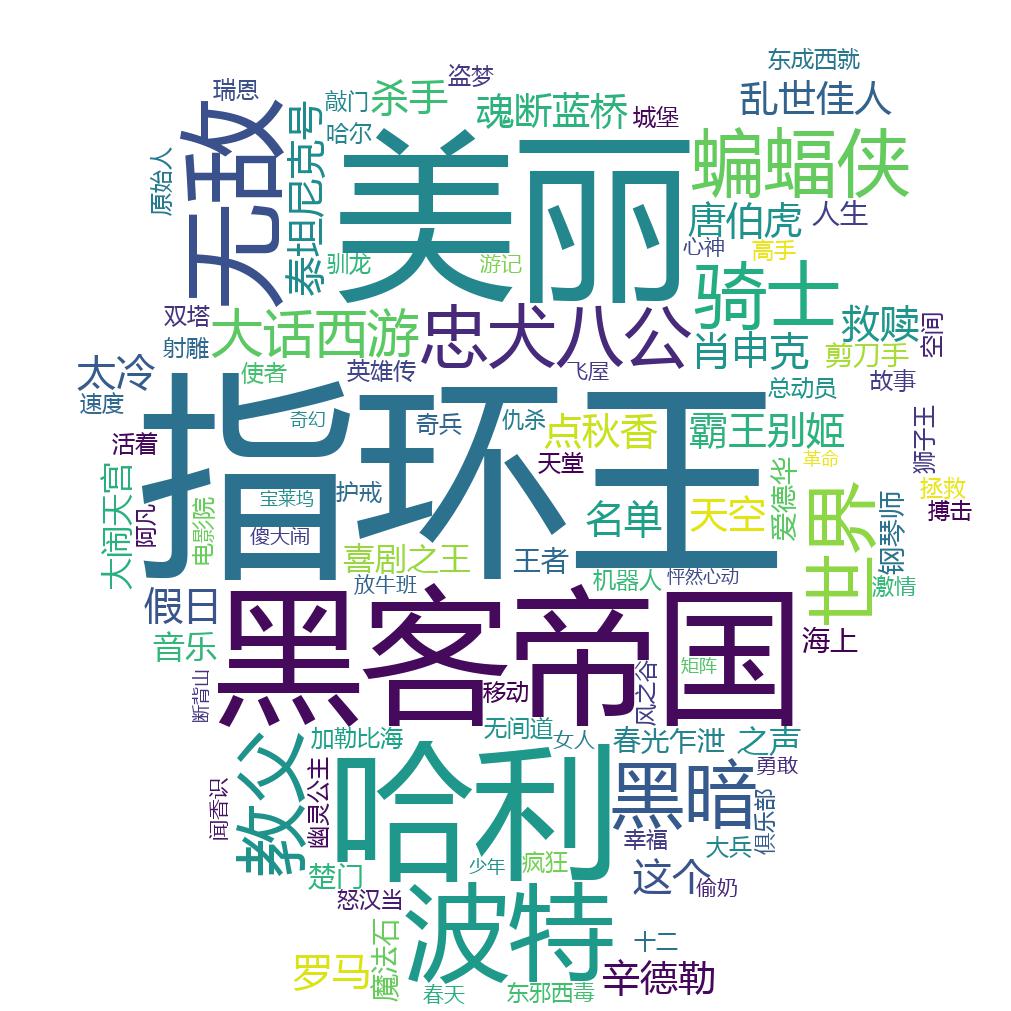 东成西就
盗梦
瑞恩
敲门
杀手
魂断蓝桥
城堡
乱世佳人
哈尔
无敌
泰坦尼克号
原始人
美丽
蝙蝠侠
唐伯虎
人生
心神
高手
驯龙
游记
骑士
双塔
射雕
大话西游
忠犬八公
肖申克
救赎
空间
剪刀手
太冷
使者
英雄传
飞屋
总动员
故事
速度
指环王
奇幻
奇兵
仇杀
点秋香
霸王别姬
狮子王
活着
天堂
革命
大闹天宫
阿凡
电影院
宝莱坞
护戒
名单
天空
爱德华
世界
钢琴师
拯救
搏击
傻大闹
喜剧之王
王者
放牛班
机器人
怦然心动
激情
假日
音乐
黑客帝国
海上
断背山
移动
风之谷
矩阵
加勒比海
无间道
女人
春光乍泄
之声
教父
幽灵公主
哈利
黑暗
勇敢
闻香识
俱乐部
幸福
大兵
楚门
少年
疯狂
这个
偷奶
怒汉当
波特
罗马
魔法石
春天
东邪西毒
十二
辛德勒